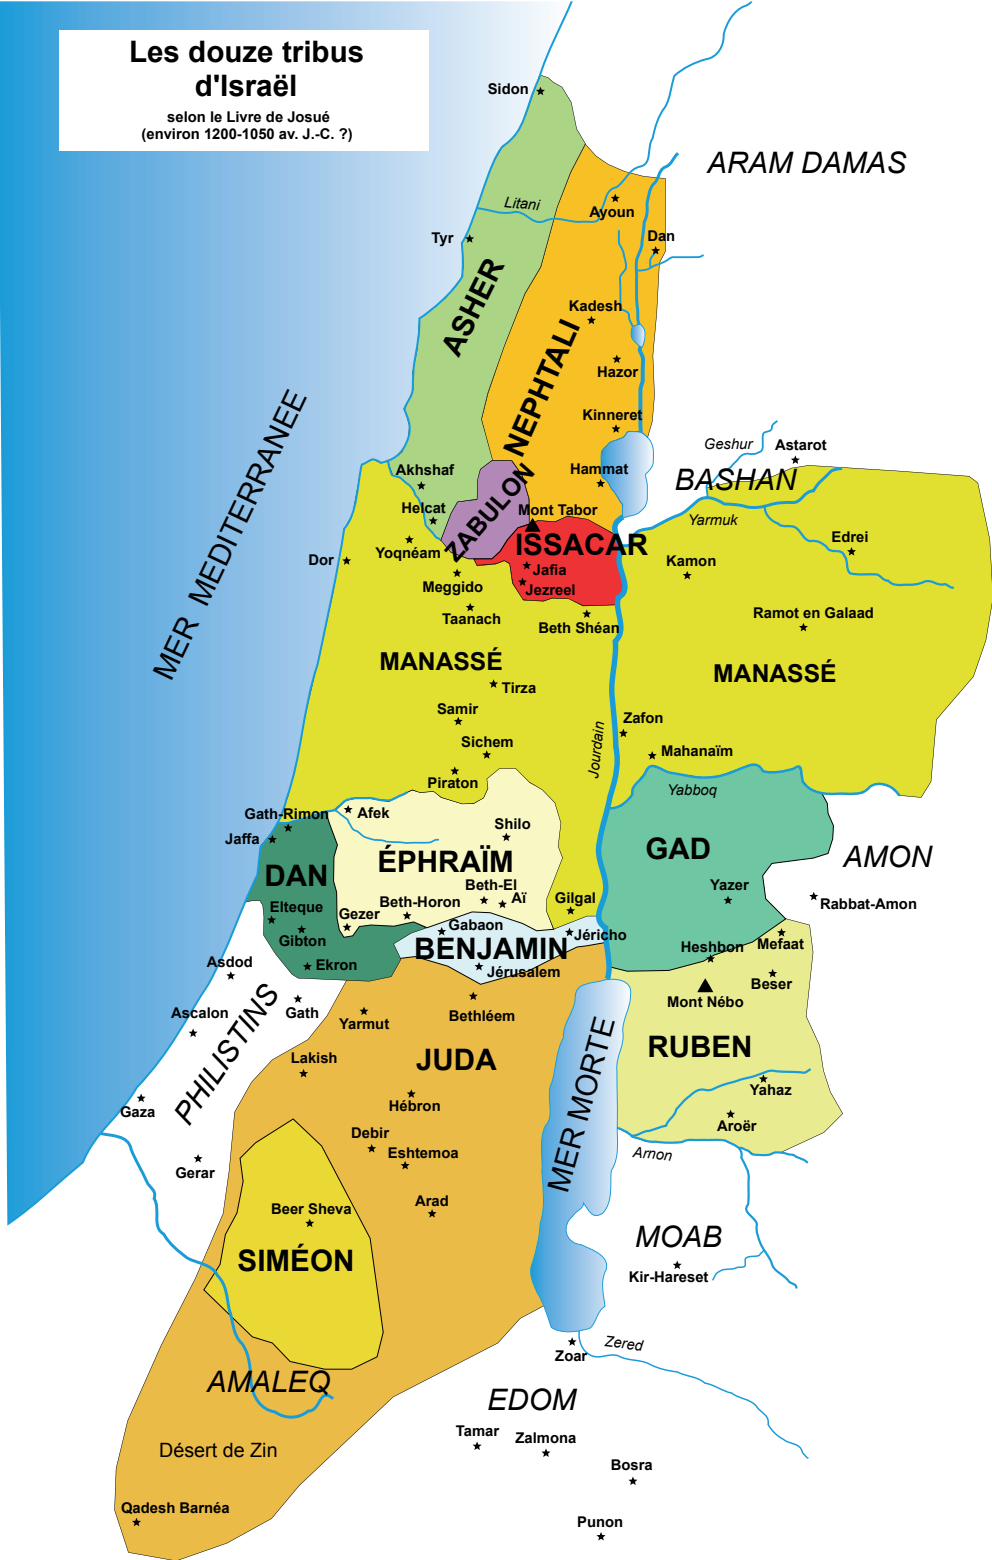 Les douze tribus
d'Israël
selon le Livre de Josué
(environ 1200-1050 av. J.-C. ?)
Sidon
ARAM DAMAS
Litani
Ayoun
Tyr
Dan
ASHER
Kadesh
NEPHTALI
Hazor
MER MEDITERRANEE
Kinneret
Geshur
Astarot
Akhshaf
Hammat
BASHAN
ZABULON
Helcat
Mont Tabor
Yarmuk
Yoqnéam
ISSACAR
Edrei
Dor
Jafia
Kamon
Meggido
Jezreel
Taanach
Beth Shéan
Ramot en Galaad
MANASSÉ
MANASSÉ
Tirza
Samir
Zafon
Sichem
Jourdain
Mahanaïm
Piraton
Yabboq
Gath-Rimon
Afek
Jaffa
Shilo
ÉPHRAÏM
GAD
AMON
DAN
Beth-El
Yazer
Elteque
Beth-Horon
Aï
Gilgal
Rabbat-Amon
Gezer
Gabaon
Gibton
Jéricho
BENJAMIN
Heshbon
Mefaat
Asdod
Ekron
Jérusalem
Beser
Mont Nébo
Ascalon
Gath
Yarmut
Bethléem
PHILISTINS
RUBEN
Lakish
JUDA
MER MORTE
Yahaz
Gaza
Hébron
Aroër
Debir
Eshtemoa
Arnon
Gerar
Arad
Beer Sheva
MOAB
SIMÉON
Kir-Hareset
Zoar
Zered
AMALEQ
EDOM
Tamar
Zalmona
Désert de Zin
Bosra
Qadesh Barnéa
Punon